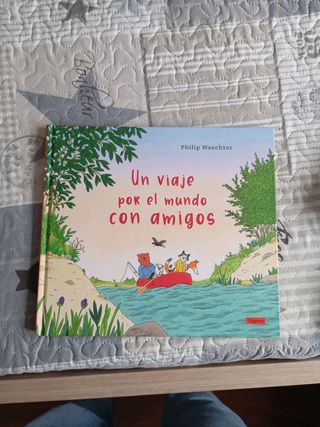 Philip Waechter
Un viaje
por el mundo
con amigos